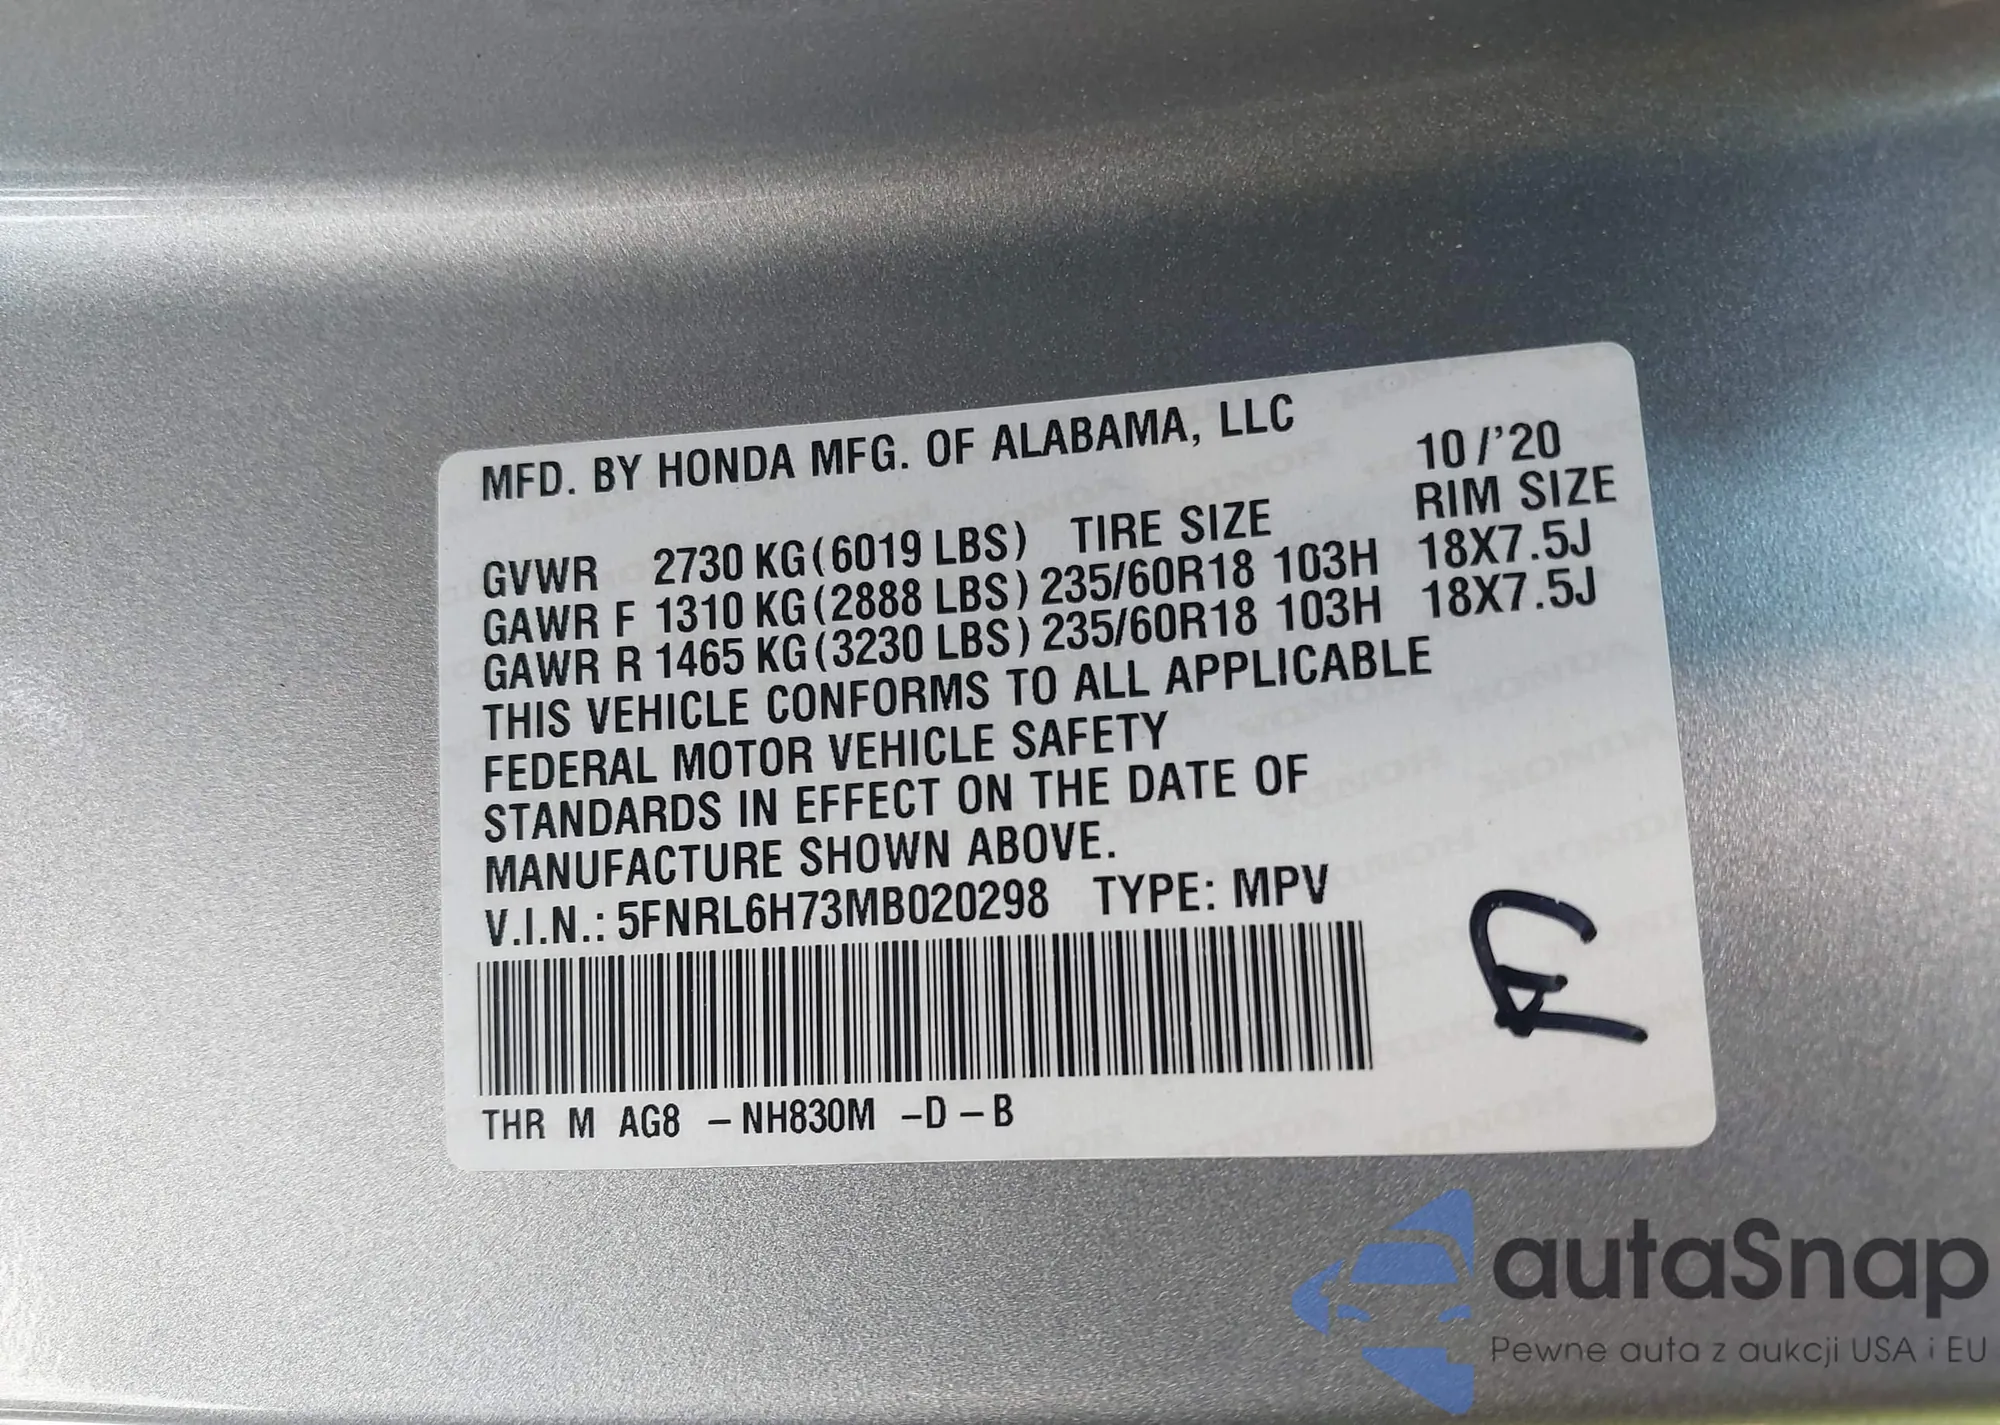 MFD. BY HONDA MFG. OF ALABAMA, LLC 10/'20
GVWR 2730 KG(6019 LBS) TIRE SIZE RIM SIZE
GAWR F 1310 KG(2888 LBS) 235/60R18 103H 18X7.5J
GAWR R 1465 KG(3230 LBS) 235/60R18 103H 18X7.5J
THIS VEHICLE CONFORMS TO ALL APPLICABLE
FEDERAL MOTOR VEHICLE SAFETY
STANDARDS IN EFFECT ON THE DATE OF
MANUFACTURE SHOWN ABOVE.
V.I.N.: 5FNRL6H73MB020298 TYPE: MPV
THR M AG8 -NH830M -D-B
autaSnap
Pewne auta z aukcji USA i EU